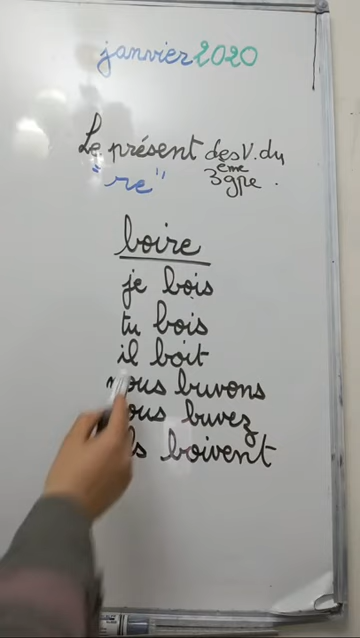 janvier 2020
Le présent des V. du
"re" 3ème gpe.
boire
je bois
tu bois
il boit
nous buvons
buvez
boivent